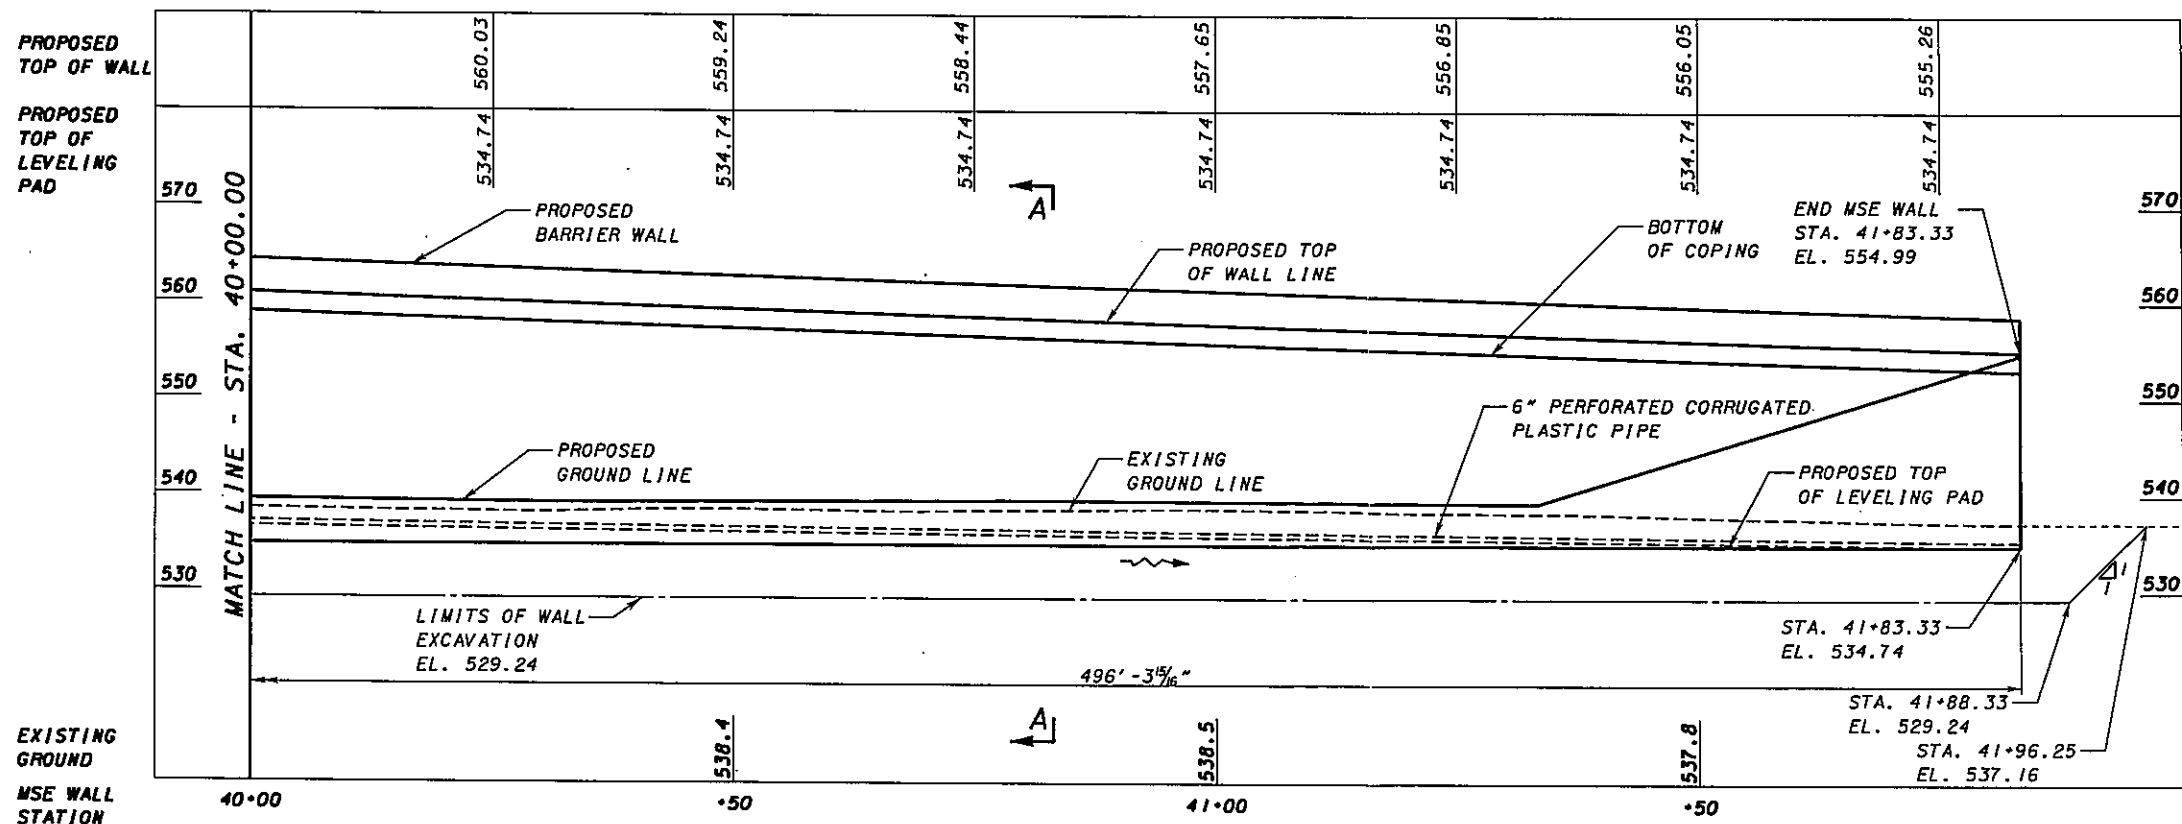 PROPOSED
TOP OF WALL
560.03
559.24
558.44
557.65
556.85
556.05
555.26
PROPOSED
TOP OF
LEVELING
PAD
534.74
534.74
534.74
534.74
534.74
534.74
534.74
570
560
550
540
530
MATCH LINE - STA. 40+00.00
PROPOSED
BARRIER WALL
A
PROPOSED TOP
OF WALL LINE
BOTTOM
OF COPING
END MSE WALL
STA. 41+83.33
EL. 554.99
570
560
550
540
530
6" PERFORATED CORRUGATED
PLASTIC PIPE
PROPOSED
GROUND LINE
EXISTING
GROUND LINE
PROPOSED TOP
OF LEVELING PAD
1
1
LIMITS OF WALL
EXCAVATION
EL. 529.24
STA. 41+83.33
EL. 534.74
496' -3 15/16"
STA. 41+88.33
EL. 529.24
STA. 41+96.25
EL. 537.16
A
EXISTING
GROUND
538.4
538.5
537.8
MSE WALL
STATION
40+00
+50
41+00
+50